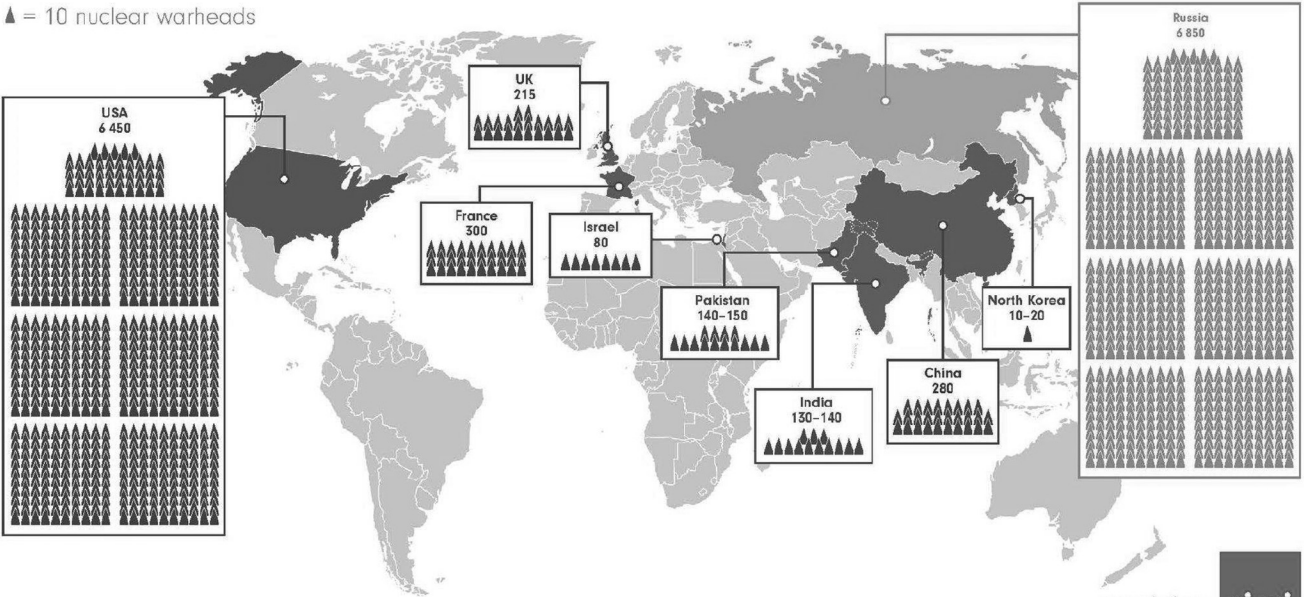 = 10 nuclear warheads
Russia
6 850
UK
215
USA
6 450
France
300
Israel
80
Pakistan
140–150
North Korea
10–20
China
280
India
130–140